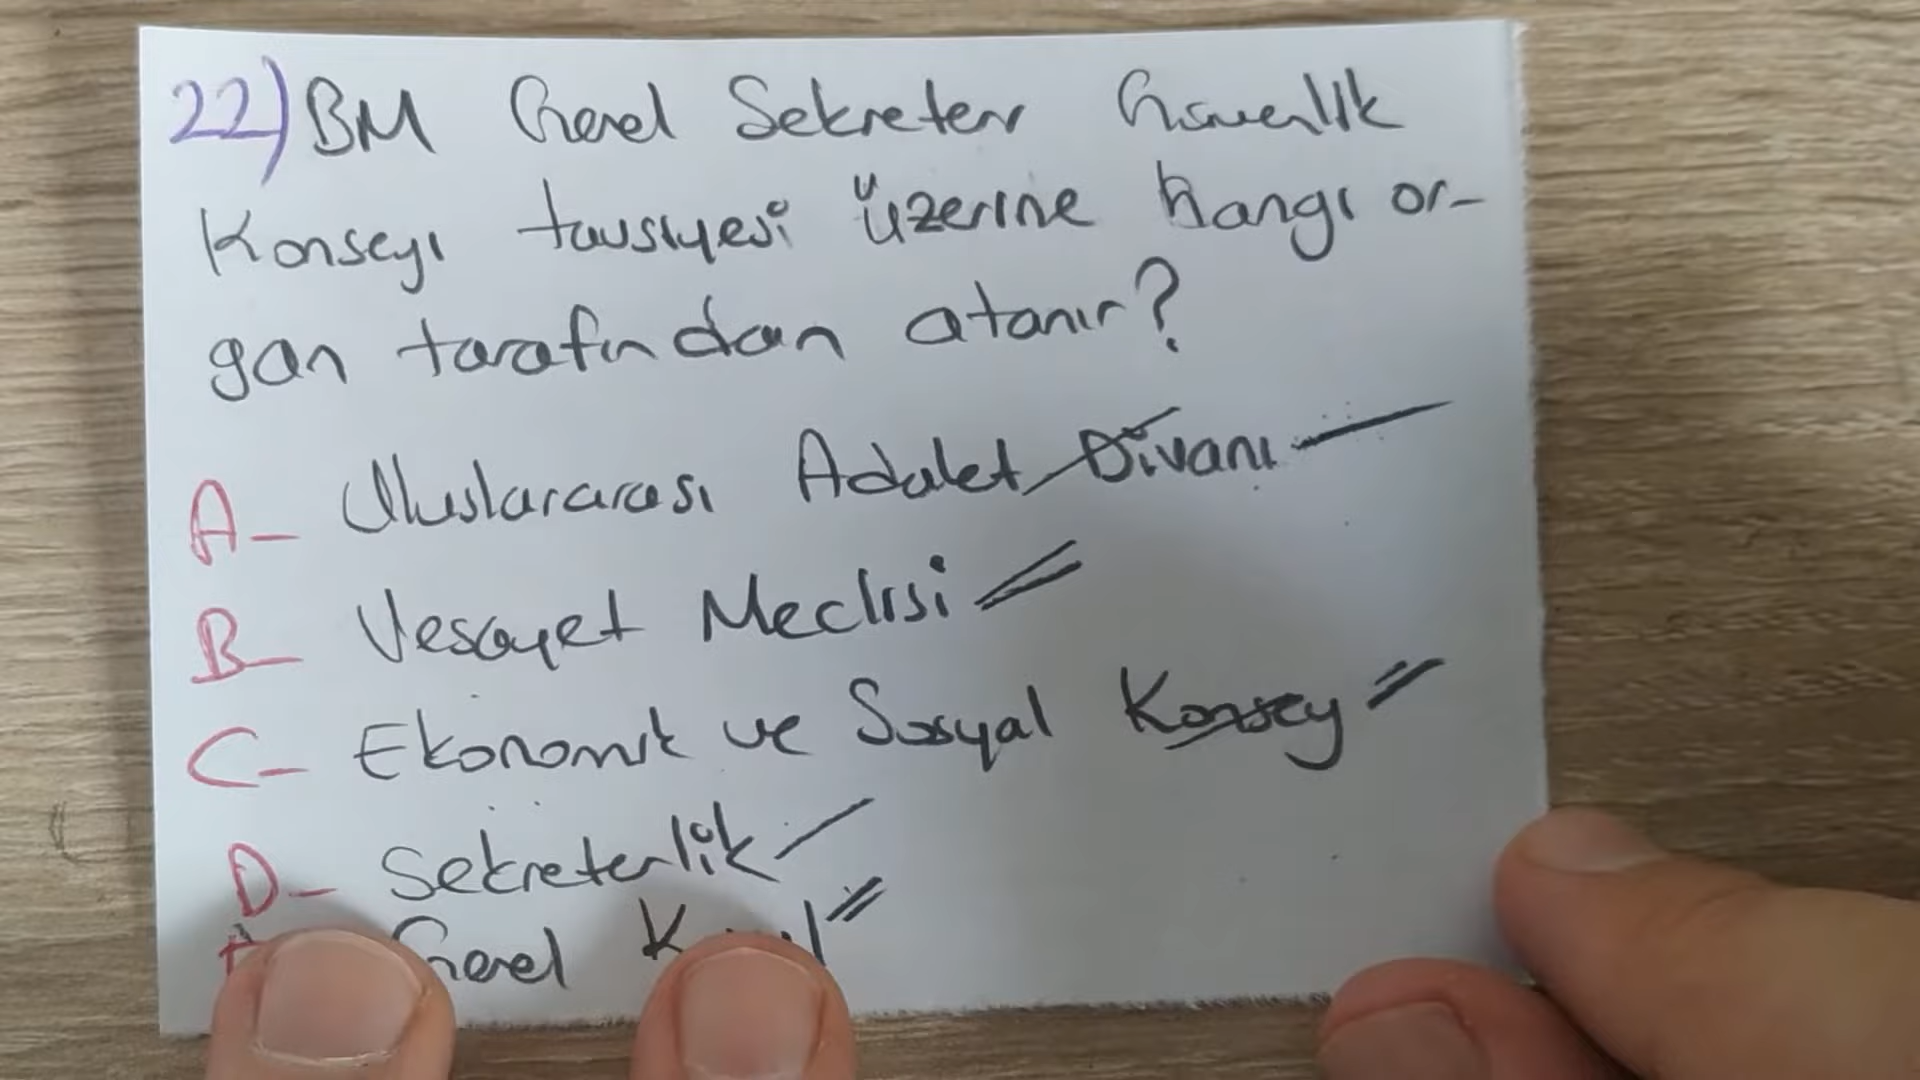 22) BM Genel Sekreteri Güvenlik
Konseyi tavsiyesi üzerine hangi or-
gan tarafından atanır?
A- Uluslararası Adalet Divanı
B- Vesayet Meclisi
C- Ekonomik ve Sosyal Konsey
D- Sekreterlik
Genel